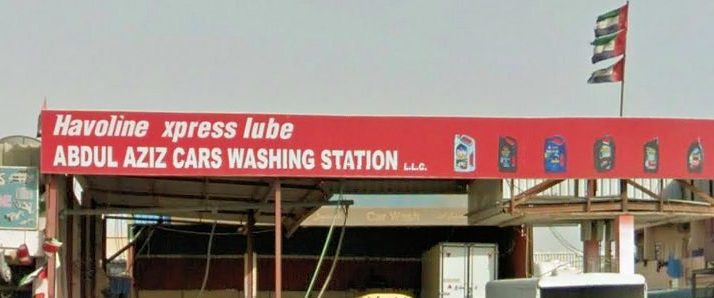 Havoline xpress lube
ABDUL AZIZ CARS WASHING STATION L.L.C.
Car Wash